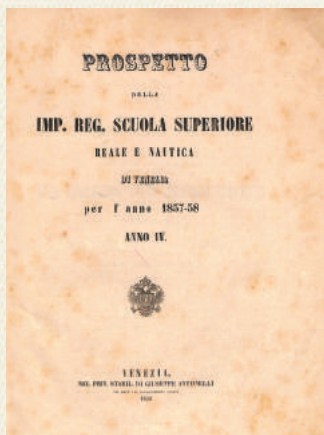 PROSPETTO
DELLA
IMP. REG. SCUOLA SUPERIORE
REALE E NAUTICA
DI VENEZIA
per l' anno 1857-58
ANNO IV.
VENEZIA,
NEL PRIV. STABIL. DI GIUSEPPE ANTONELLI
1858